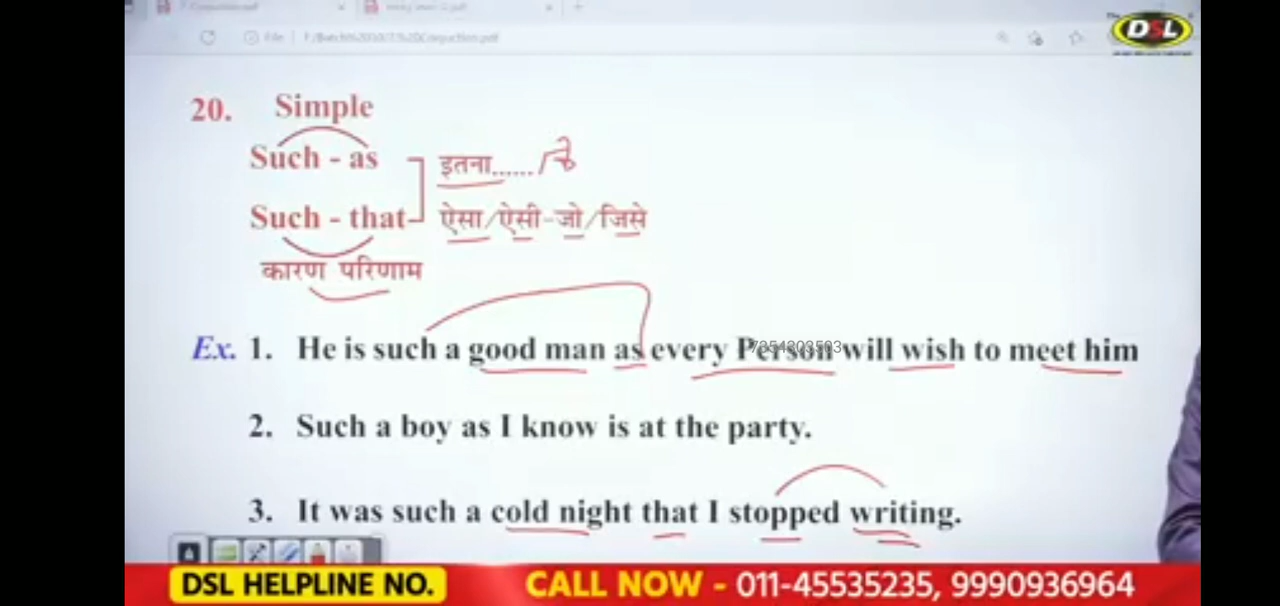 File | 
DSL
20. Simple
Such - as
इतना...... / कि
Such - that
ऐसा/ऐसी-जो/जिसे
कारण परिणाम
Ex. 1. He is such a good man as every Person will wish to meet him
7354303503
2. Such a boy as I know is at the party.
3. It was such a cold night that I stopped writing.
DSL HELPLINE NO. CALL NOW - 011-45535235, 9990936964